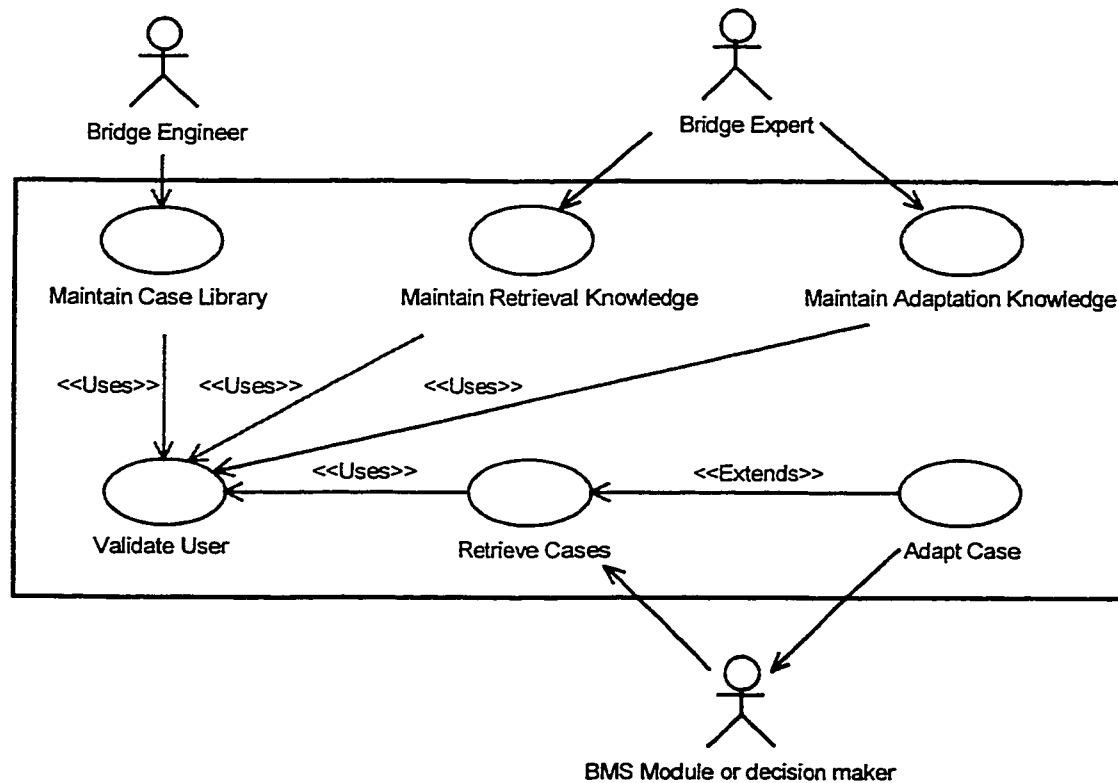 Bridge Engineer
Bridge Expert
Maintain Case Library
Maintain Retrieval Knowledge
Maintain Adaptation Knowledge
<<Uses>>
<<Uses>>
<<Uses>>
<<Uses>>
<<Extends>>
Validate User
Retrieve Cases
Adapt Case
BMS Module or decision maker